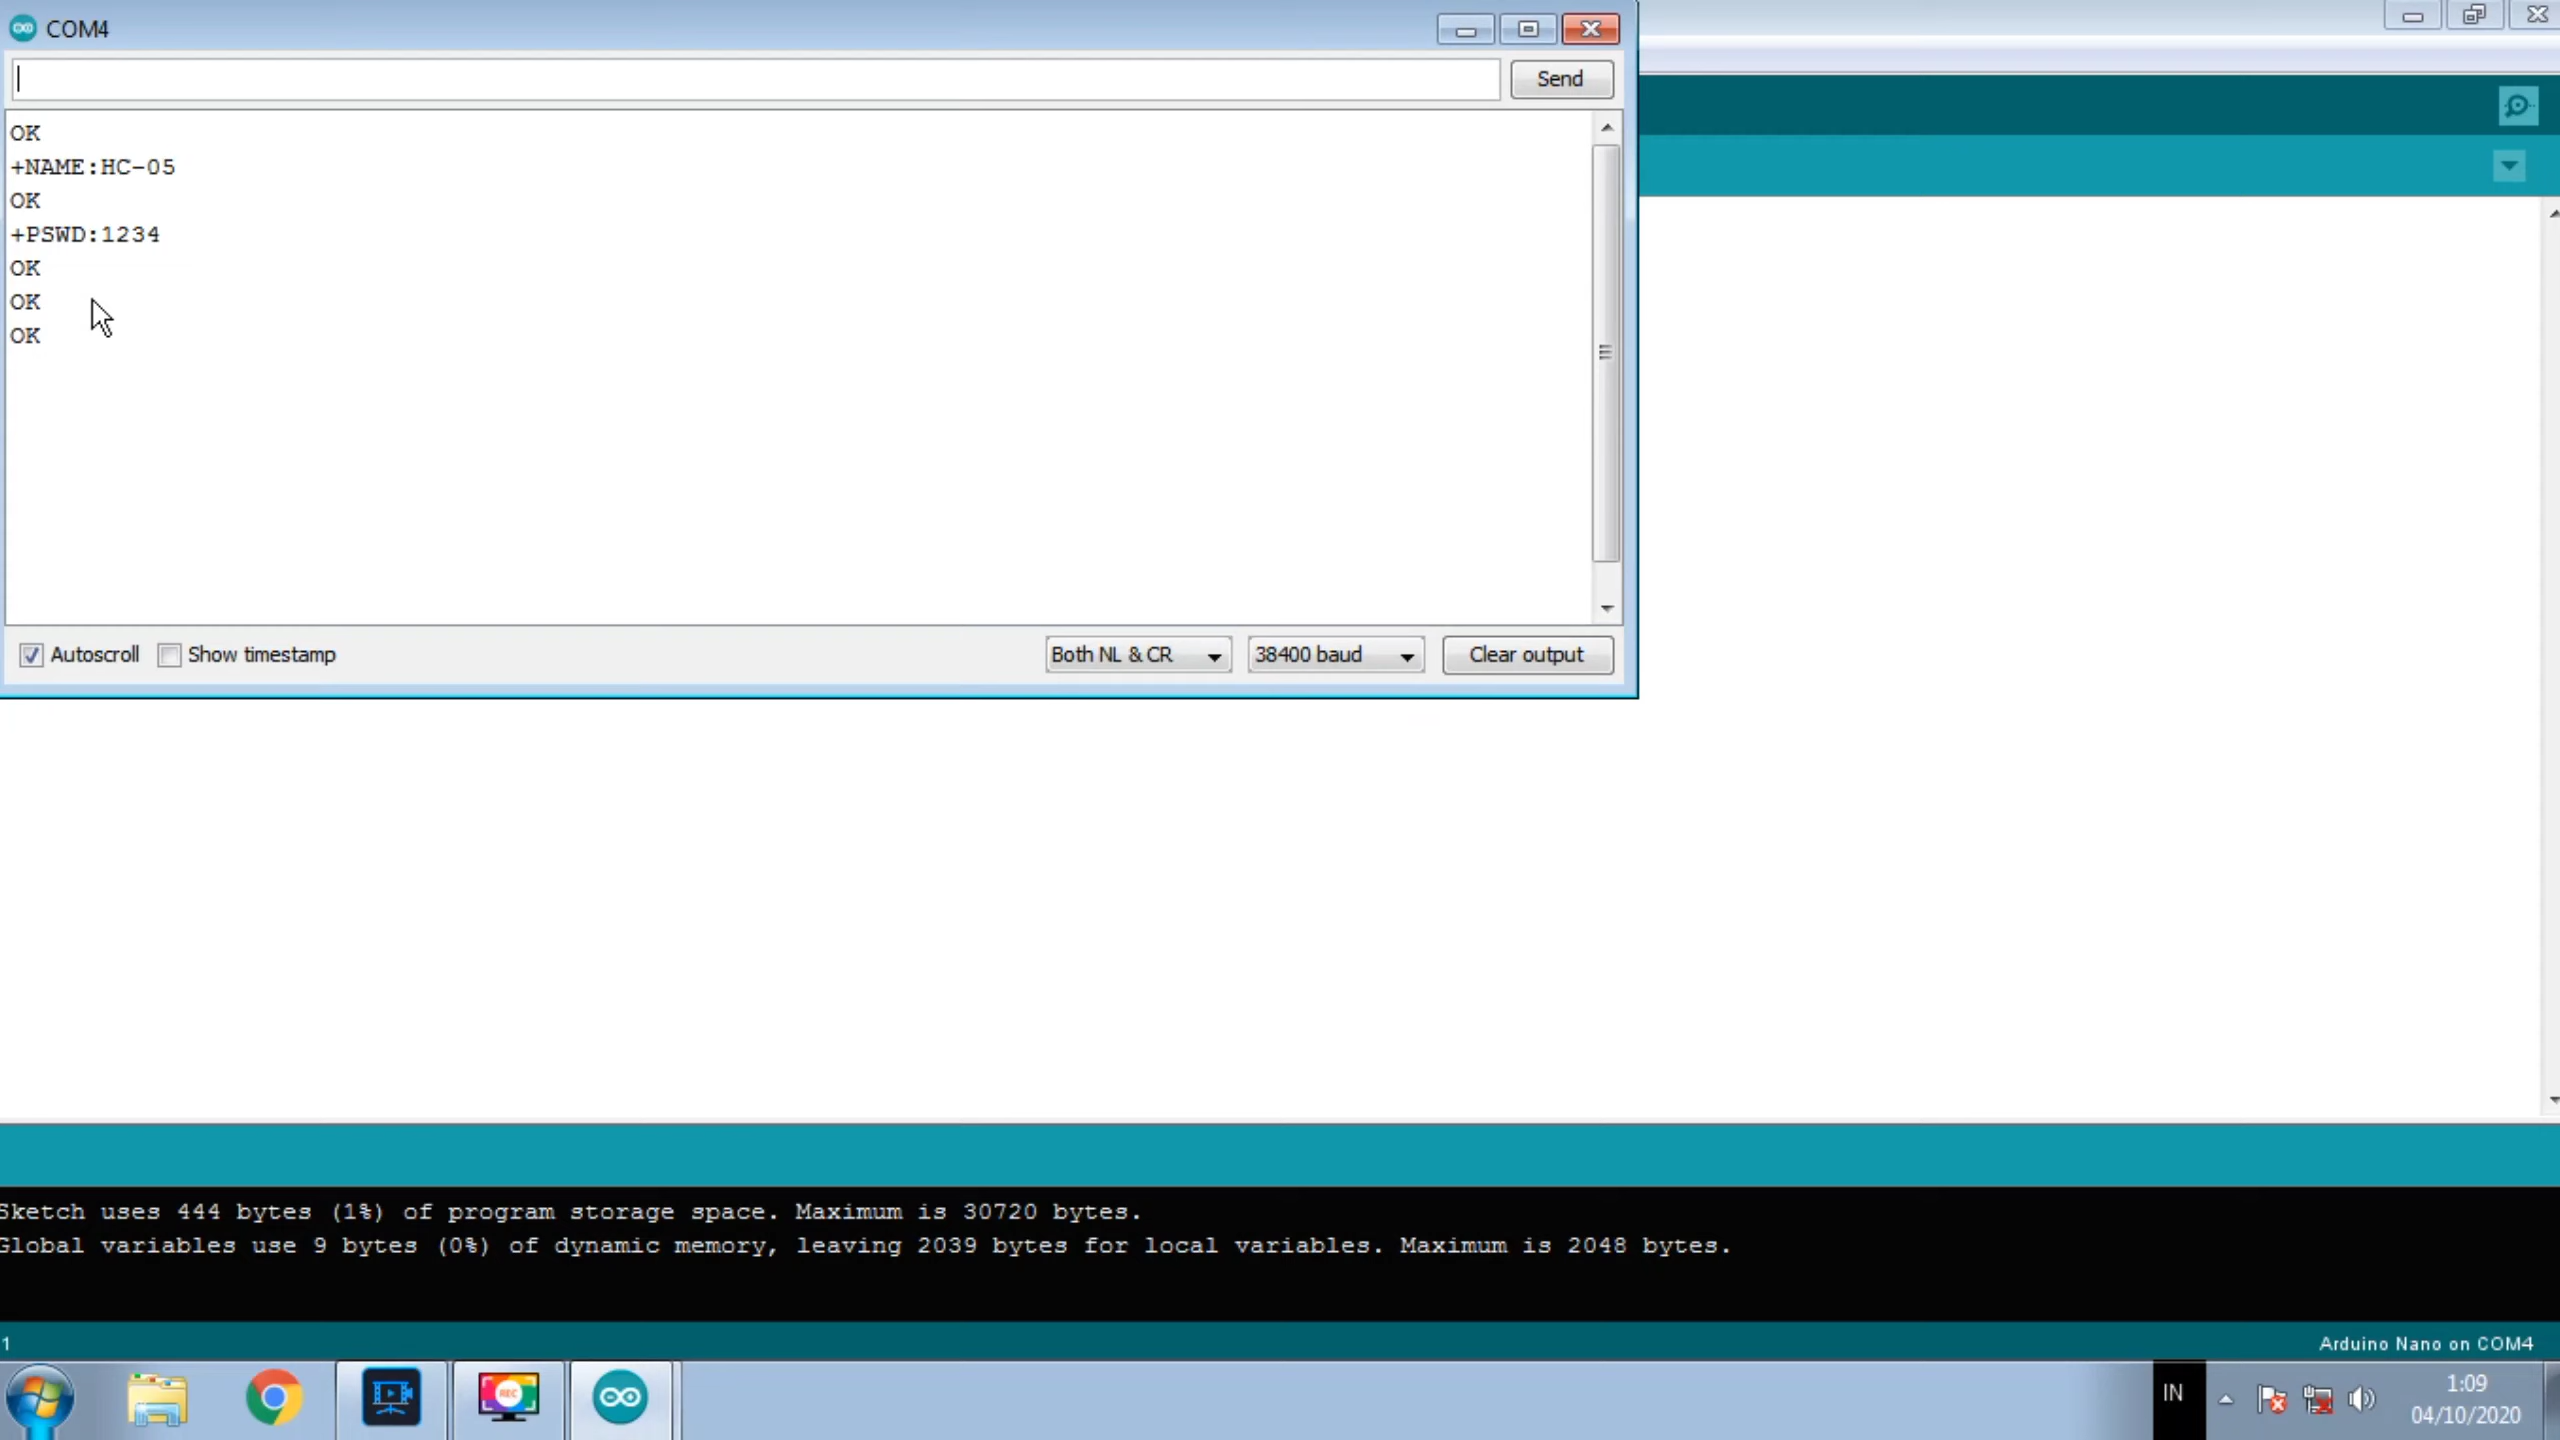 COM4
Send
OK
+NAME:HC-05
OK
+PSWD:1234
OK
OK
OK
Autoscroll
Show timestamp
Both NL & CR
38400 baud
Clear output
Sketch uses 444 bytes (1%) of program storage space. Maximum is 30720 bytes.
Global variables use 9 bytes (0%) of dynamic memory, leaving 2039 bytes for local variables. Maximum is 2048 bytes.
1
Arduino Nano on COM4
REC
IN
1:09
04/10/2020